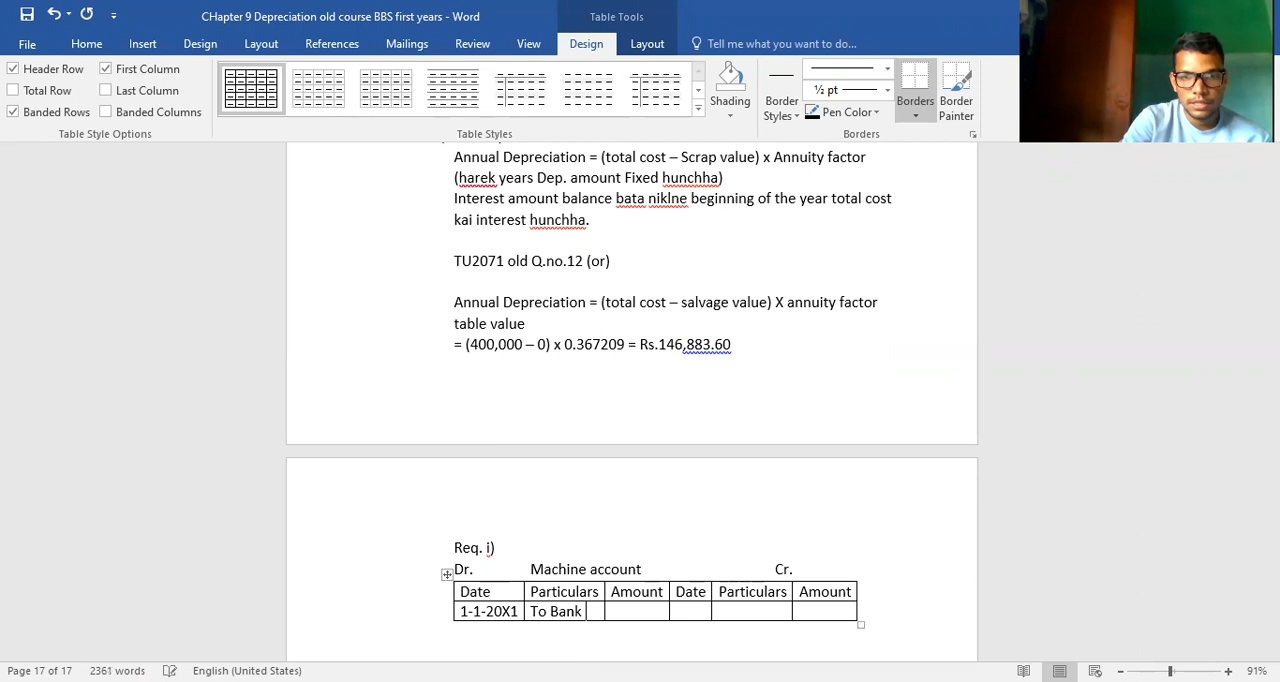 CHapter 9 Depreciation old course BBS first years - Word
Table Tools
File Home Insert Design Layout References Mailings Review View Design Layout Tell me what you want to do...
Header Row First Column
Total Row Last Column
Banded Rows Banded Columns
Table Style Options
Table Styles
Shading
Border Styles
½ pt
Pen Color
Borders
Border Painter
Borders
Annual Depreciation = (total cost – Scrap value) x Annuity factor
(harek years Dep. amount Fixed hunchha)
Interest amount balance bata niklne beginning of the year total cost
kai interest hunchha.
TU2071 old Q.no.12 (or)
Annual Depreciation = (total cost – salvage value) X annuity factor
table value
= (400,000 – 0) x 0.367209 = Rs.146,883.60
Req. i)
Dr. Machine account Cr.
Date Particulars Amount Date Particulars Amount
1-1-20X1 To Bank
Page 17 of 17 2361 words English (United States) 91%